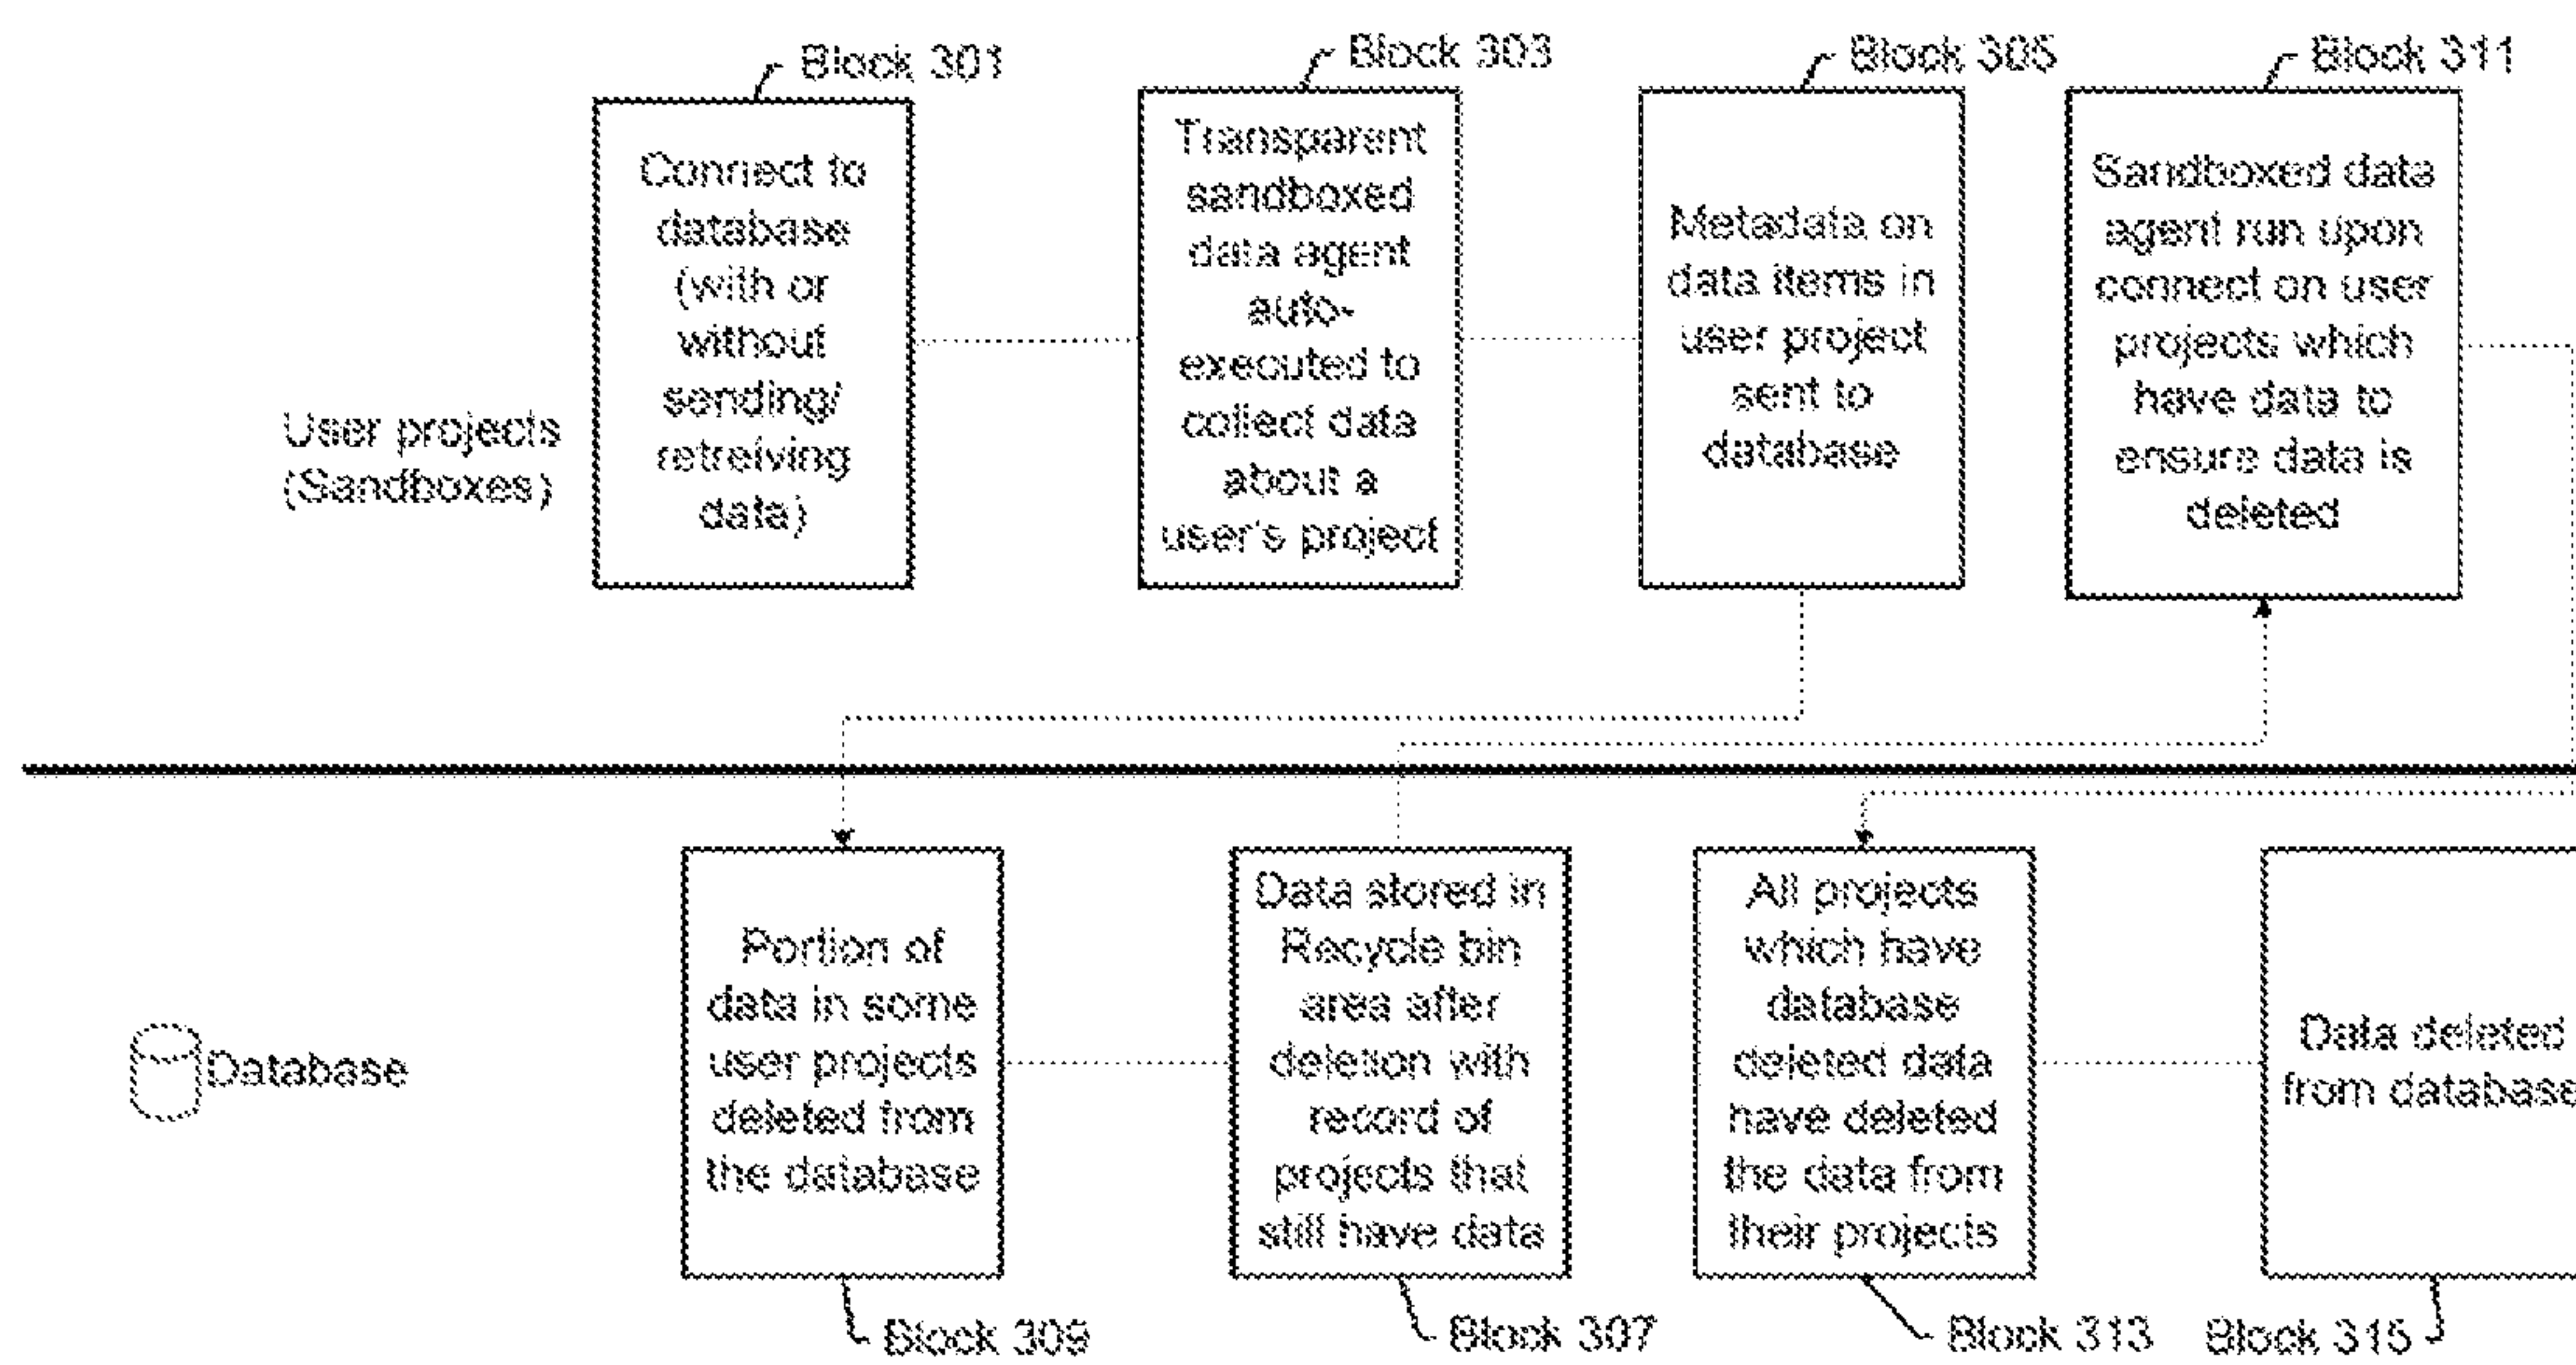 Block 301
Connect to
database
(with or
without
sending/
retreiving
data)
Block 303
Transparent
sandboxed
data agent
auto-
executed to
collect data
about a
user's project
Block 305
Metadata on
data items in
user project
sent to
database
Block 311
Sandboxed data
agent run upon
connect on user
projects which
have data to
ensure data is
deleted
User projects
(Sandboxes)
Database
Portion of
data in some
user projects
deleted from
the database
Block 309
Data stored in
Recycle bin
area after
deletion with
record of
projects that
still have data
Block 307
All projects
which have
database
deleted data
have deleted
the data from
their projects
Block 313
Data deleted
from database
Block 315